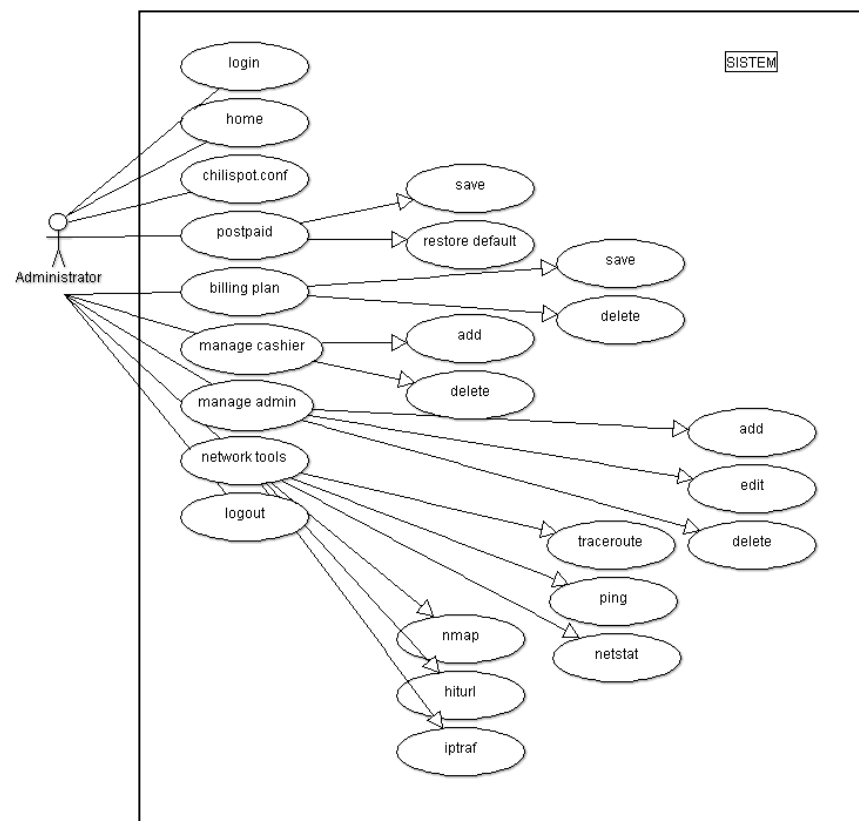 SISTEM
login
home
chilispot.conf
postpaid
save
restore default
Administrator
billing plan
save
delete
manage cashier
add
delete
manage admin
add
edit
delete
network tools
traceroute
ping
netstat
nmap
hiturl
iptraf
logout